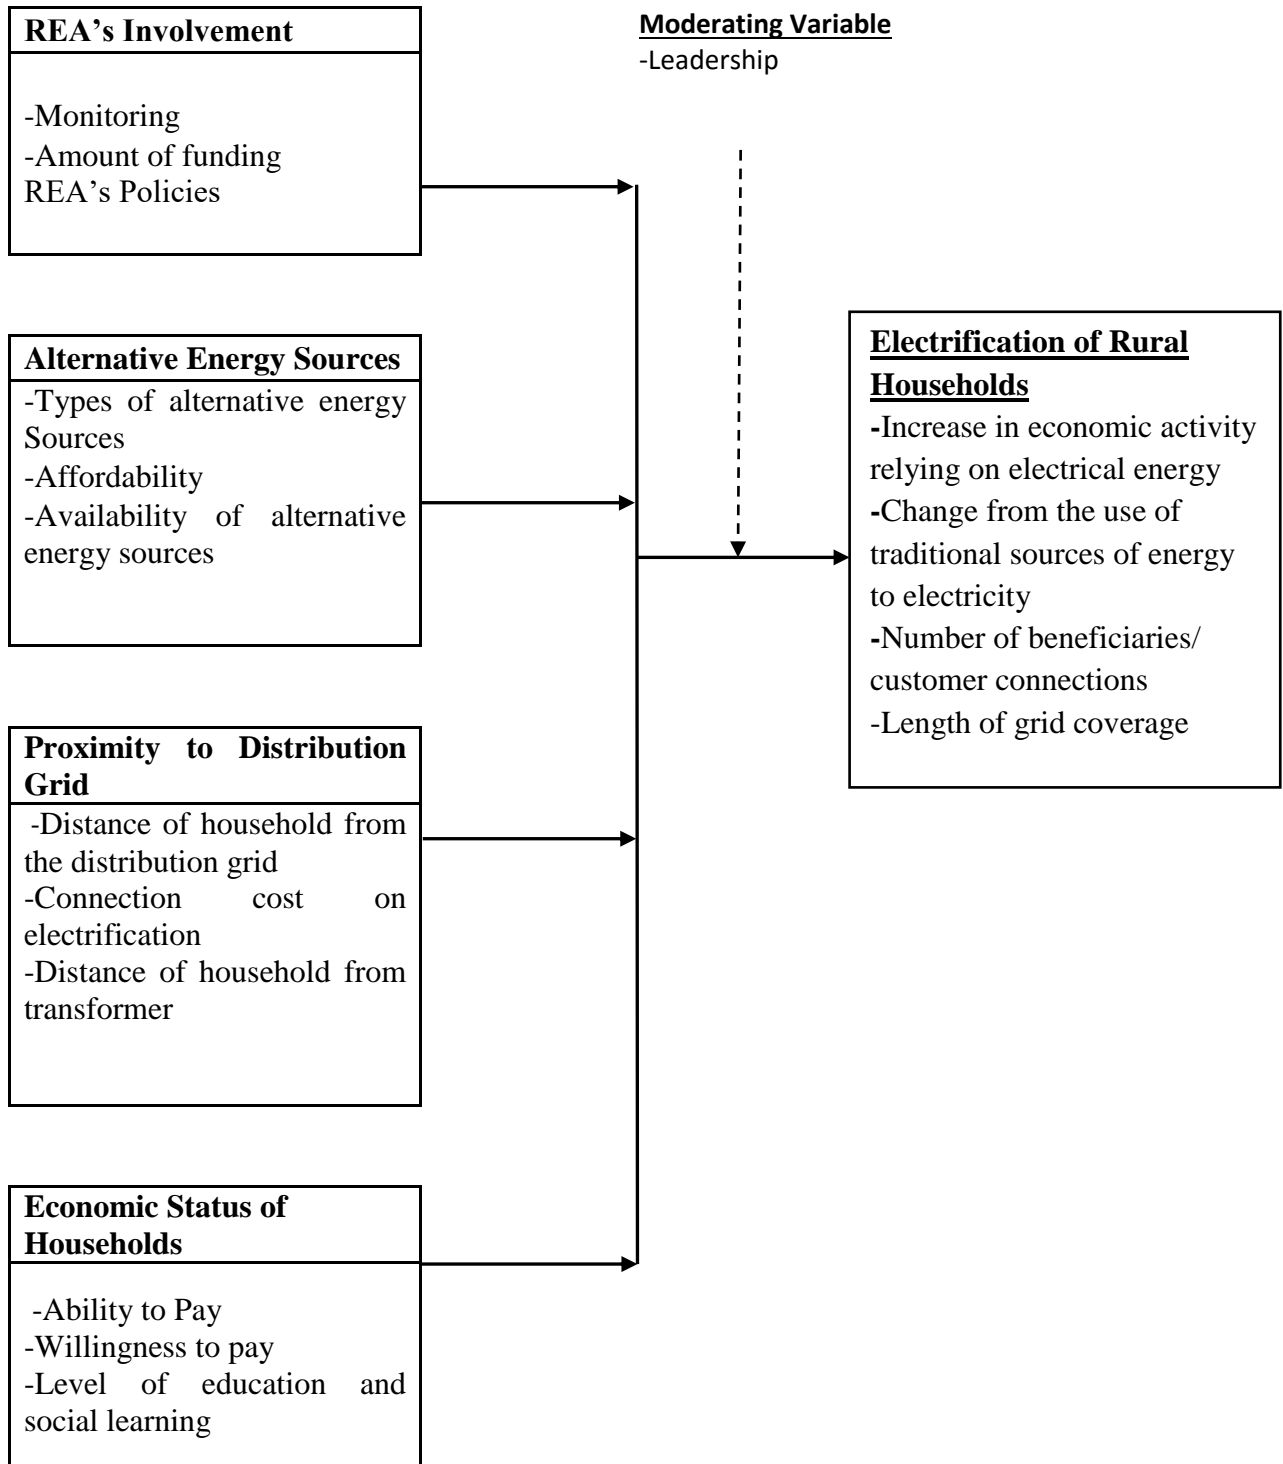 REA’s Involvement
-Monitoring
-Amount of funding
REA’s Policies
Moderating Variable
-Leadership
Alternative Energy Sources
-Types of alternative energy
Sources
-Affordability
-Availability of alternative
energy sources
Electrification of Rural
Households
-Increase in economic activity
relying on electrical energy
-Change from the use of
traditional sources of energy
to electricity
-Number of beneficiaries/
customer connections
-Length of grid coverage
Proximity to Distribution
Grid
-Distance of household from
the distribution grid
-Connection cost on
electrification
-Distance of household from
transformer
Economic Status of
Households
-Ability to Pay
-Willingness to pay
-Level of education and
social learning